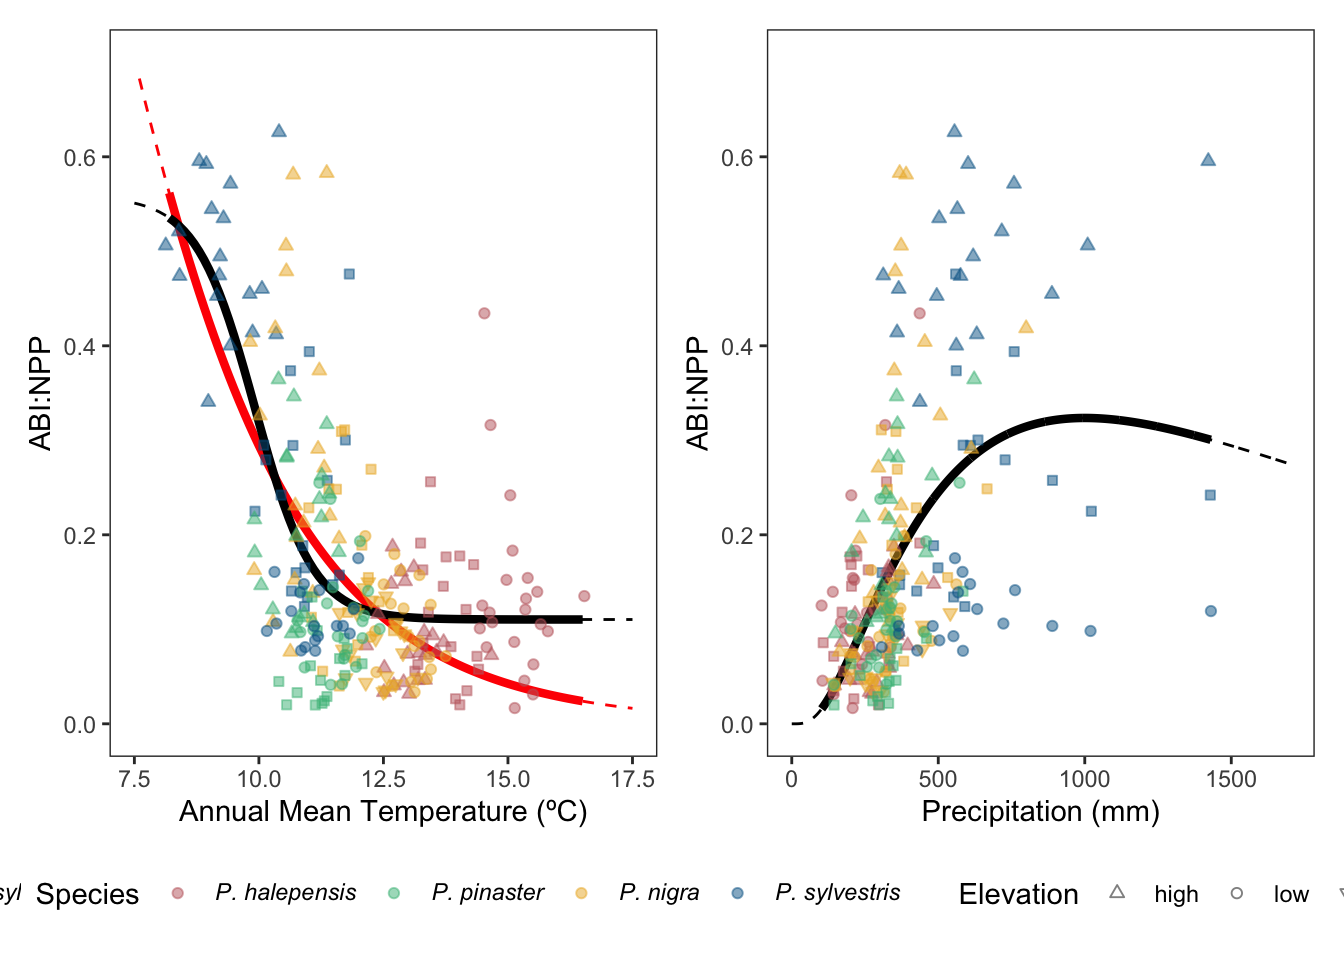 ABI:NPP
0.6
0.4
0.2
0.0
7.5 10.0 12.5 15.0 17.5
Annual Mean Temperature (ºC)
ABI:NPP
0.6
0.4
0.2
0.0
0 500 1000 1500
Precipitation (mm)
syl Species P. halepensis P. pinaster P. nigra P. sylvestris Elevation high low